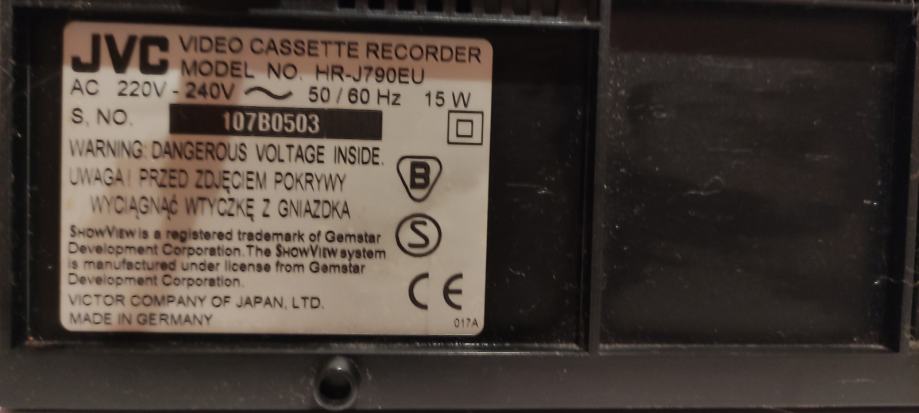 JVC VIDEO CASSETTE RECORDER
MODEL NO. HR-J790EU
AC 220V - 240V ~ 50/60 Hz 15 W
S, NO. 107B0503
WARNING: DANGEROUS VOLTAGE INSIDE.
UWAGA! PRZED ZDJĘCIEM POKRYWY
WYCIĄGNĄĆ WTYCZKĘ Z GNIAZDKA
B
S
SHOWVIEW is a registered trademark of Gemstar
Development Corporation. The SHOWVIEW system
is manufactured under license from Gemstar
Development Corporation.
CE
VICTOR COMPANY OF JAPAN, LTD.
MADE IN GERMANY
017A